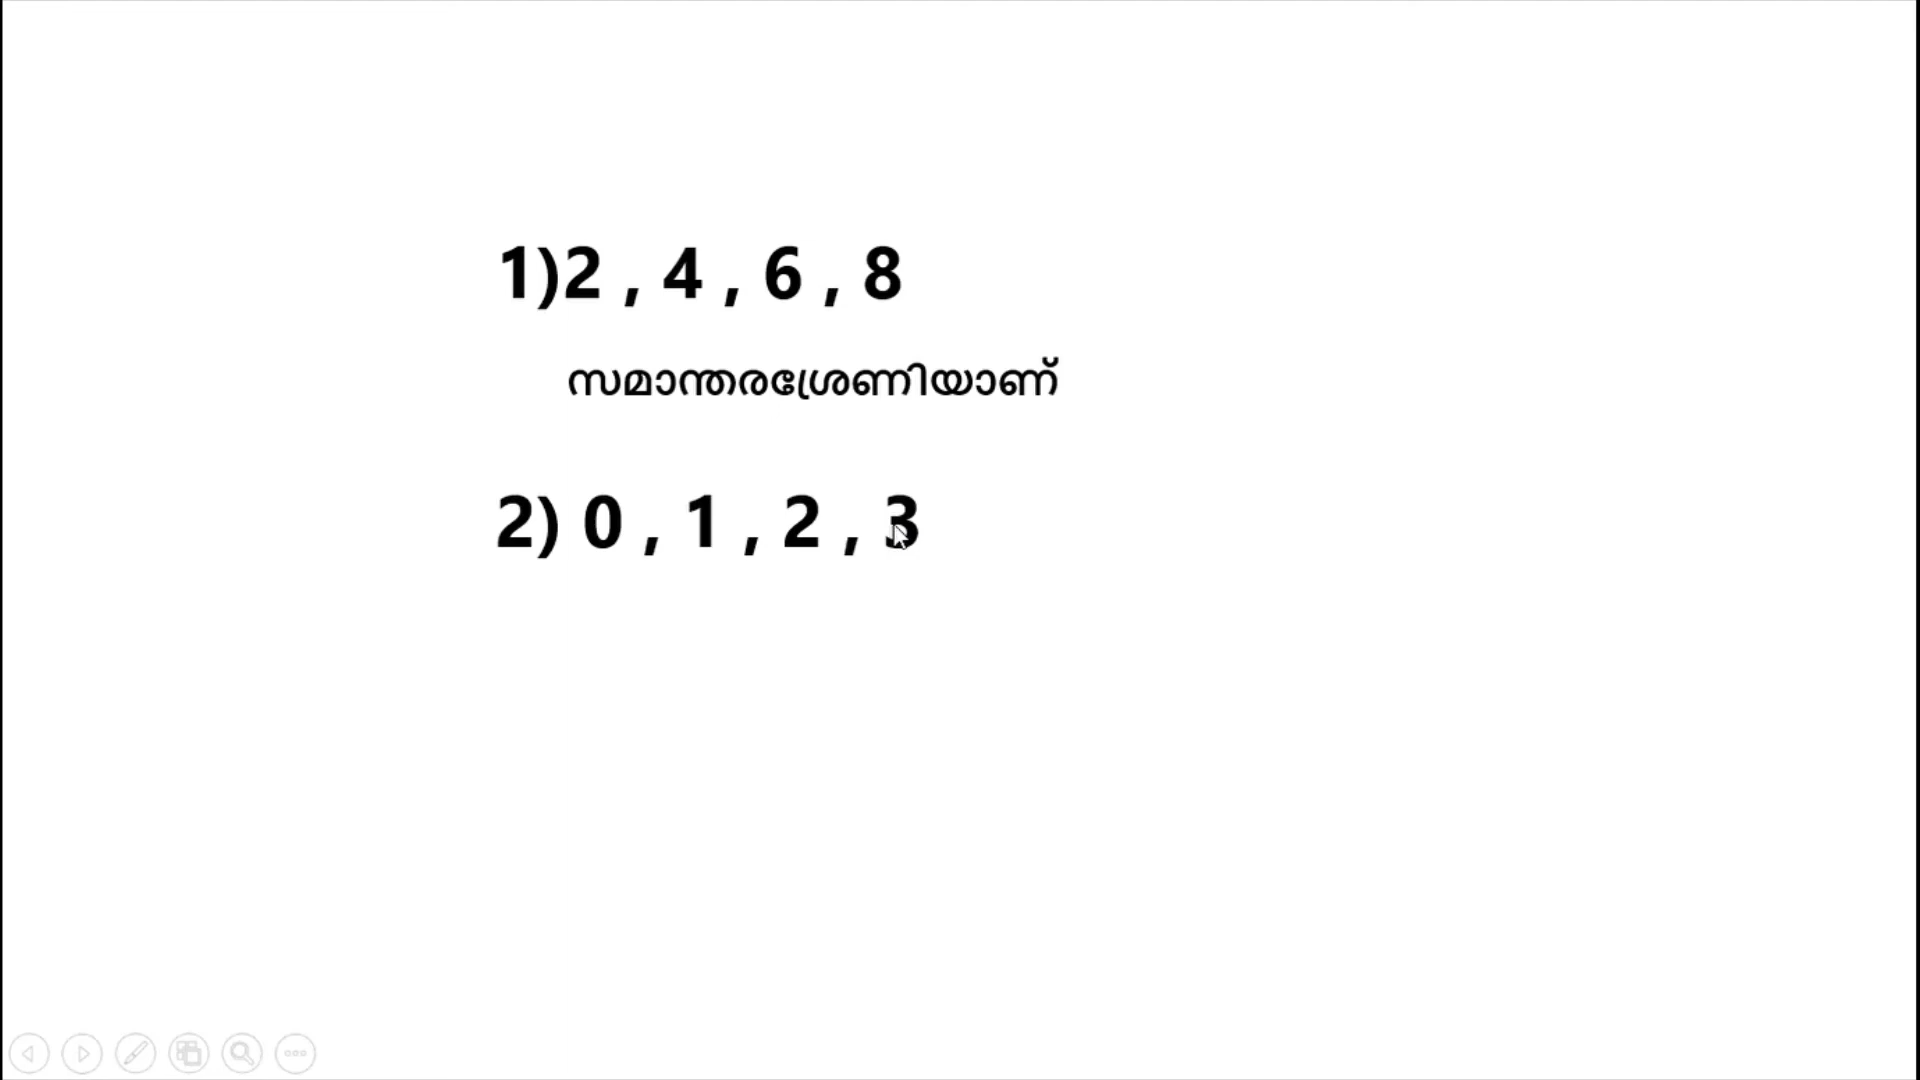 1)2 , 4 , 6 , 8
സമാന്തരശ്രേണിയാണ്
2) 0 , 1 , 2 , 3